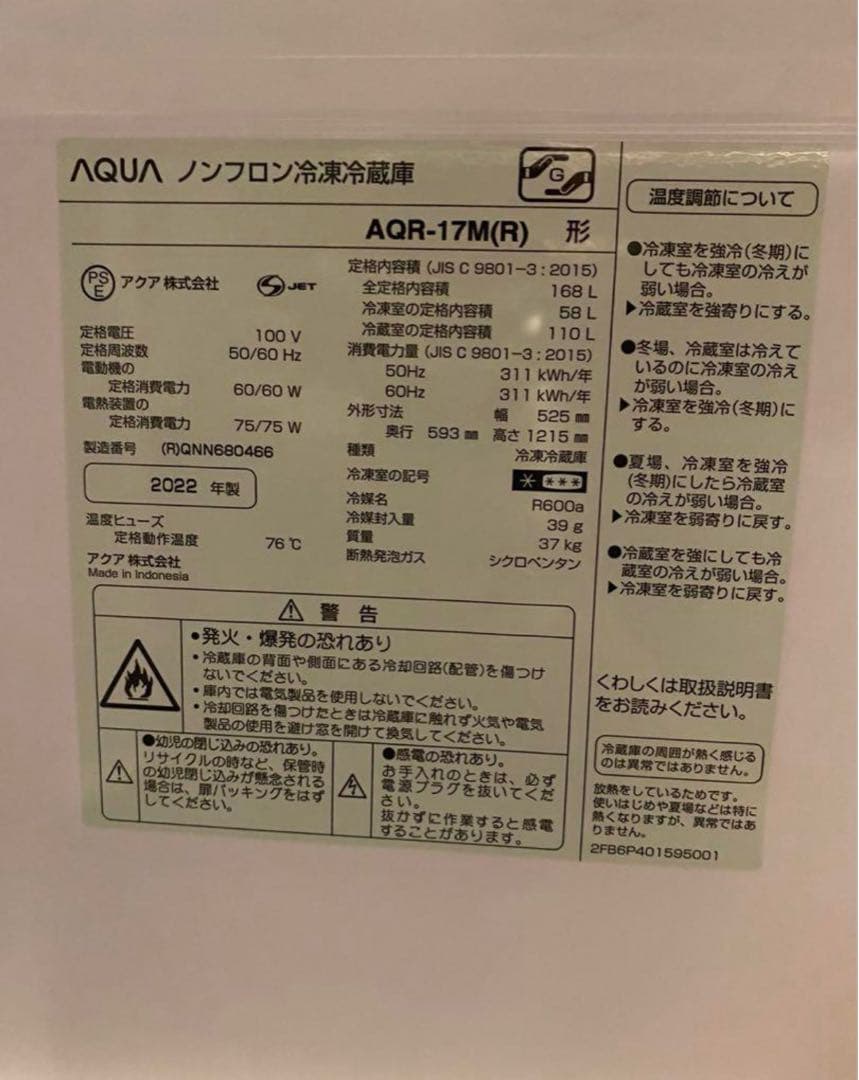 AQUA ノンフロン冷凍冷蔵庫
G
AQR-17M(R) 形
PS
E
アクア株式会社
JET
定格電圧 100 V
定格周波数 50/60 Hz
電動機の
定格消費電力 60/60 W
電熱装置の
定格消費電力 75/75 W
製造番号 (R)QNN680466
2022 年製
温度ヒューズ
定格動作温度 76 ℃
アクア株式会社
Made in Indonesia
定格内容積 (JIS C 9801-3 : 2015)
全定格内容積 168 L
冷凍室の定格内容積 58 L
冷蔵室の定格内容積 110 L
消費電力量 (JIS C 9801-3 : 2015)
50Hz 311 kWh/年
60Hz 311 kWh/年
外形寸法 幅 525 ㎜
奥行 593 ㎜ 高さ 1215 ㎜
種類 冷凍冷蔵庫
冷凍室の記号 * ***
冷媒名 R600a
冷媒封入量 39 g
質量 37 kg
断熱発泡ガス シクロペンタン
警 告
●発火・爆発の恐れあり
・冷蔵庫の背面や側面にある冷却回路(配管)を傷つけ
ないでください。
・庫内では電気製品を使用しないでください。
・冷却回路を傷つけたときは冷蔵庫に触れず火気や電気
製品の使用を避け窓を開けて換気してください。
●幼児の閉じ込みの恐れあり。
リサイクルの時など、保管時
の幼児閉じ込みが懸念される
場合は、扉パッキングをはず
してください。
●感電の恐れあり。
お手入れのときは、必ず
電源プラグを抜いてくだ
さい。
抜かずに作業すると感電
することがあります。
温度調節について
●冷凍室を強冷(冬期)に
しても冷凍室の冷えが
弱い場合。
▶冷蔵室を強寄りにする。
●冬場、冷蔵室は冷えて
いるのに冷凍室の冷え
が弱い場合。
▶冷凍室を強冷(冬期)に
する。
●夏場、冷凍室を強冷
(冬期)にしたら冷蔵室
の冷えが弱い場合。
▶冷凍室を弱寄りに戻す。
●冷蔵室を強にしても冷
蔵室の冷えが弱い場合。
▶冷凍室を弱寄りに戻す。
くわしくは取扱説明書
をお読みください。
冷蔵庫の周囲が熱く感じる
のは異常ではありません。
放熱をしているためです。
使いはじめや夏場などは特に
熱くなりますが、異常ではあ
りません。
2FB6P401595001